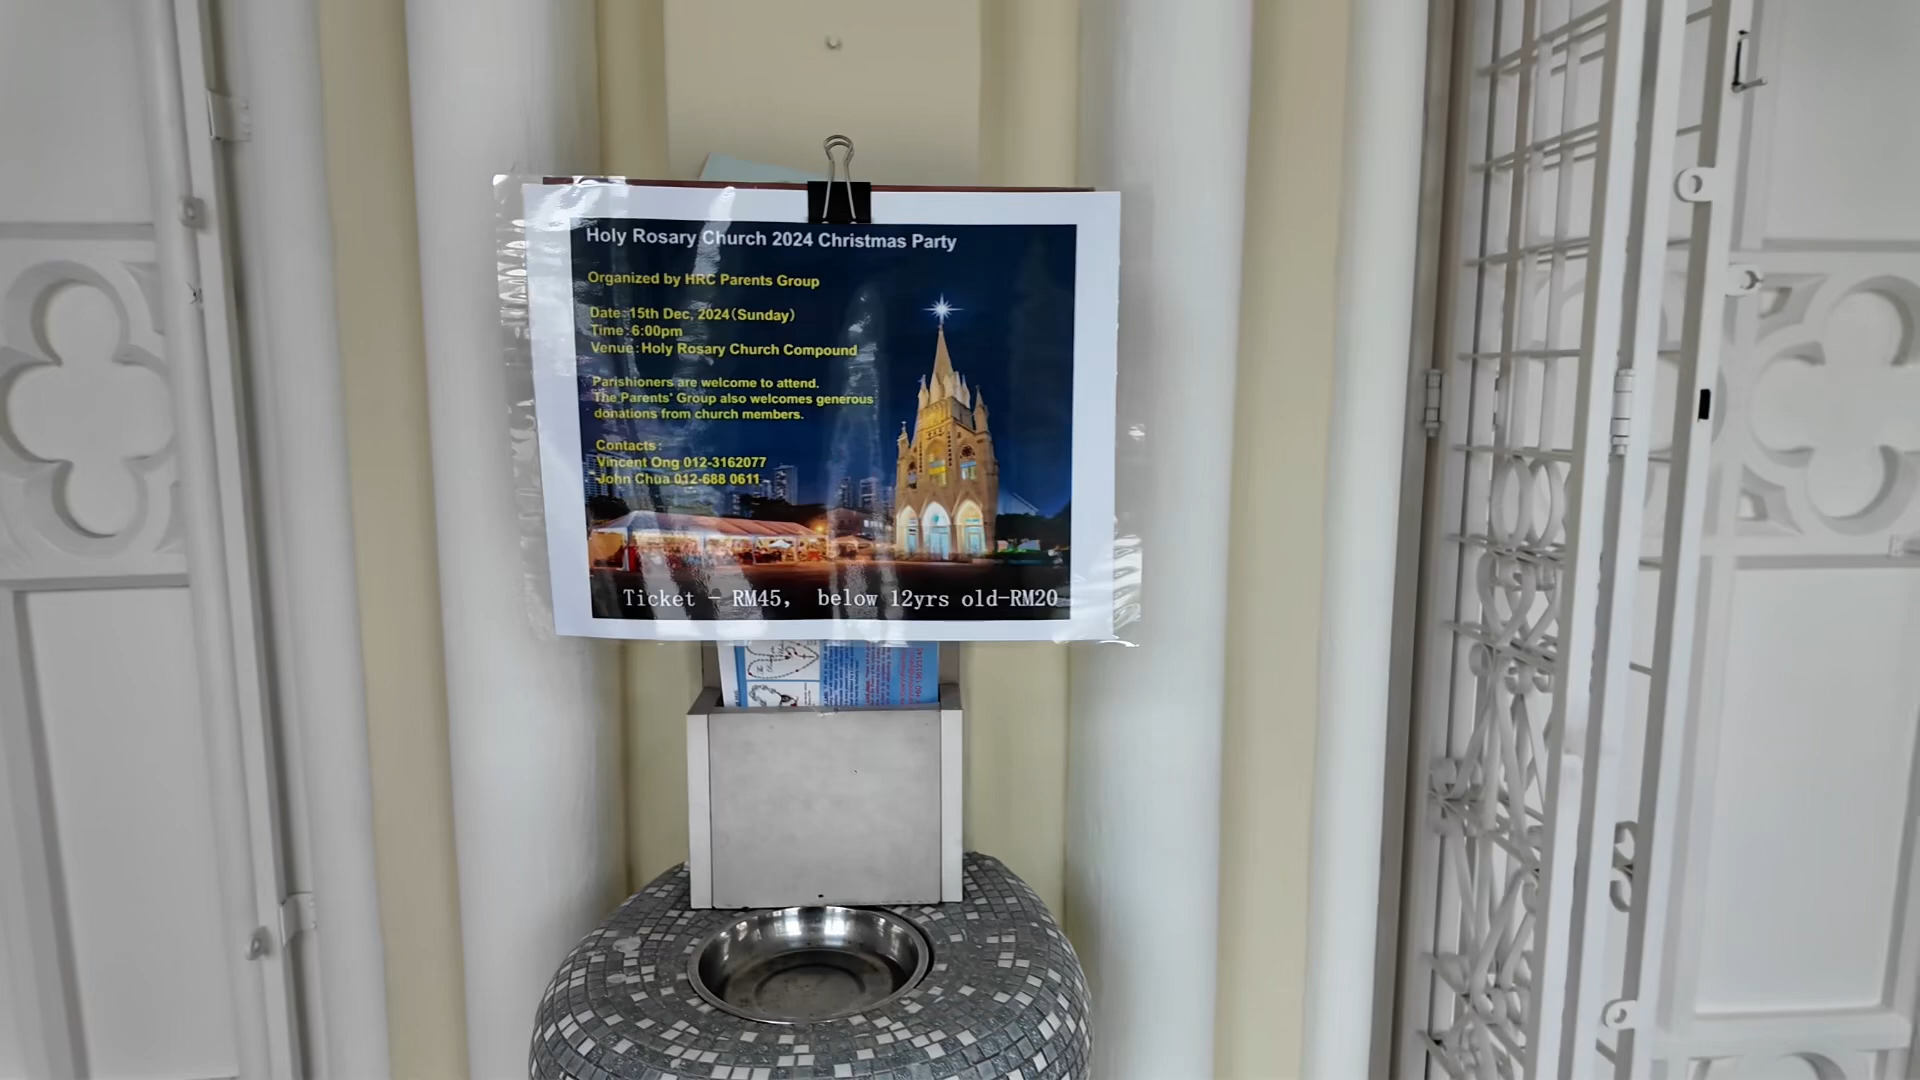 Holy Rosary Church 2024 Christmas Party
Organized by HRC Parents Group
Date:15th Dec, 2024(Sunday)
Time:6:00pm
Venue:Holy Rosary Church Compound
Parishioners are welcome to attend.
The Parents' Group also welcomes generous
donations from church members.
Contacts:
Vincent Ong 012-3162077
John Chua 012-688 0611
Ticket - RM45, below 12yrs old-RM20